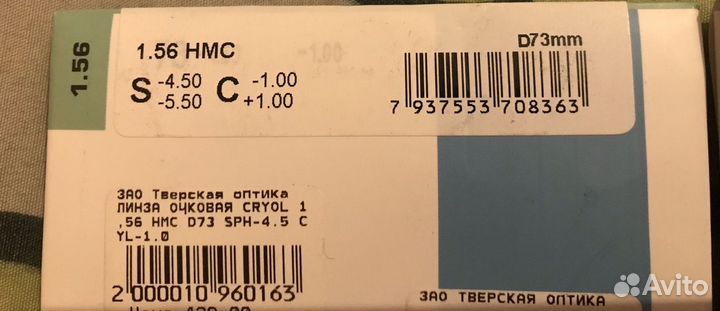 1.56
1.56 HMC
D73mm
S -4.50 C -1.00
-5.50 +1.00
7 937553 708363
ЗАО Тверская оптика
ЛИНЗА ОЧКОВАЯ CRYOL 1
,56 HMC D73 SPH-4.5 C
YL-1.0
2 000010 960163
ЗАО ТВЕРСКАЯ ОПТИКА
Avito